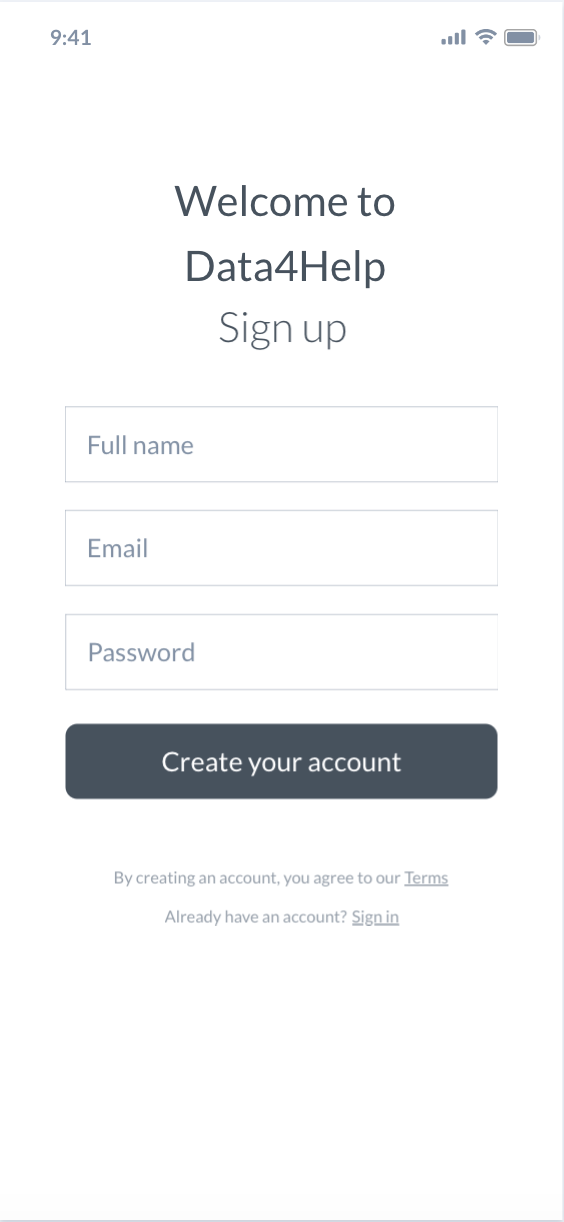 9:41
Welcome to
Data4Help
Sign up
Full name
Email
Password
Create your account
By creating an account, you agree to our Terms
Already have an account? Sign in